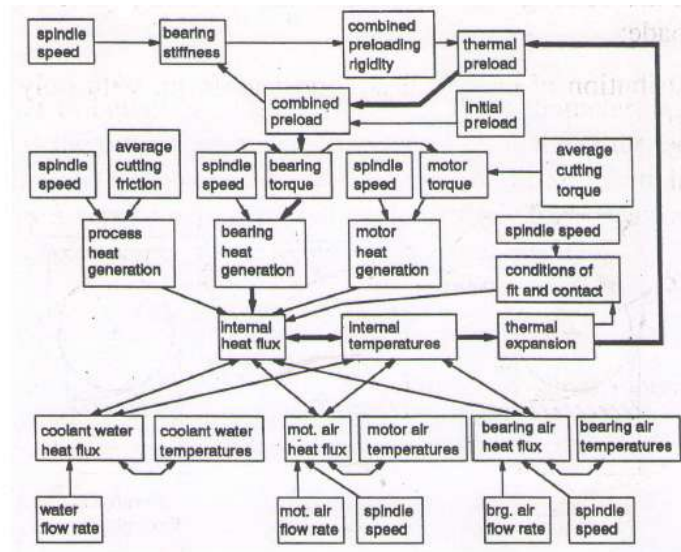 nade:
tribution of
spindle
speed
bearing
stiffness
combined
preloading
rigidity
thermal
preload
combined
preload
initial
preload
spindle
speed
average
cutting
friction
spindle
speed
bearing
torque
spindle
speed
motor
torque
average
cutting
torque
process
heat
generation
bearing
heat
generation
motor
heat
generation
spindle speed
conditions of
fit and contact
internal
heat flux
internal
temperatures
thermal
expansion
coolant water
heat flux
coolant water
temperatures
mot. air
heat flux
motor air
temperatures
bearing air
heat flux
bearing air
temperatures
water
flow rate
mot. air
flow rate
spindle
speed
brg. air
flow rate
spindle
speed